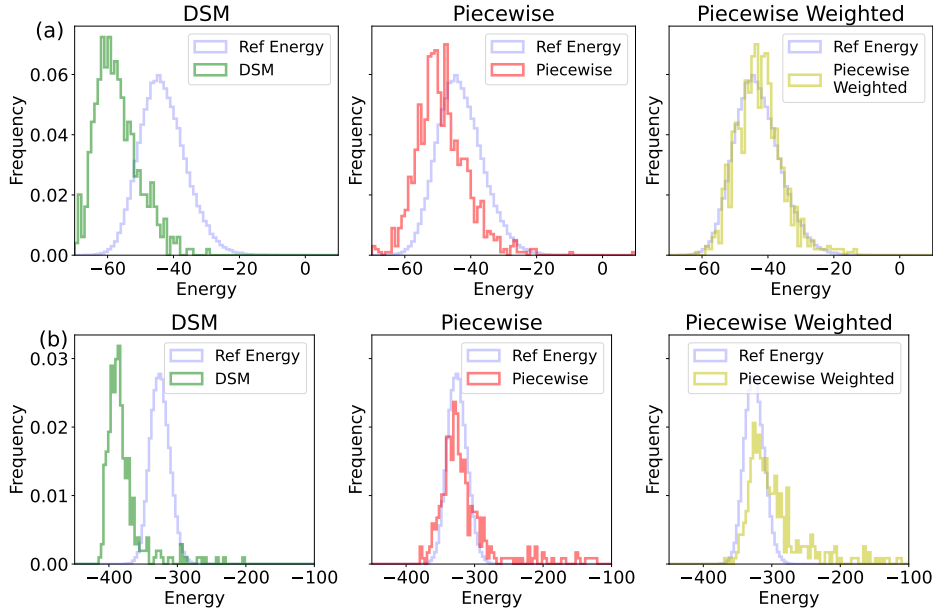 (a)
DSM
Piecewise
Piecewise Weighted
Ref Energy
DSM
Ref Energy
Piecewise
Ref Energy
Piecewise
Weighted
Frequency
0.06
0.04
0.02
0.00
−60 −40 −20 0
Energy
Frequency
−60 −40 −20 0
Energy
Frequency
−60 −40 −20 0
Energy
(b)
DSM
Piecewise
Piecewise Weighted
Ref Energy
DSM
Ref Energy
Piecewise
Ref Energy
Piecewise Weighted
Frequency
0.03
0.02
0.01
0.00
−400 −300 −200 −100
Energy
Frequency
−400 −300 −200 −100
Energy
Frequency
−400 −300 −200 −100
Energy